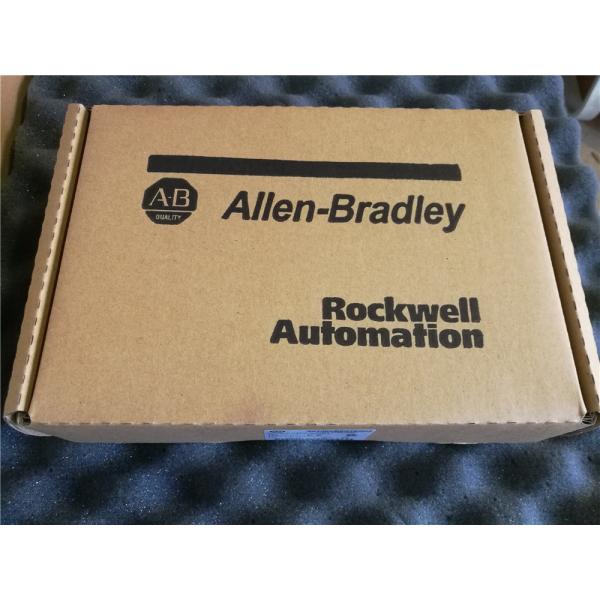 A-B
QUALITY
Allen-Bradley
Rockwell
Automation